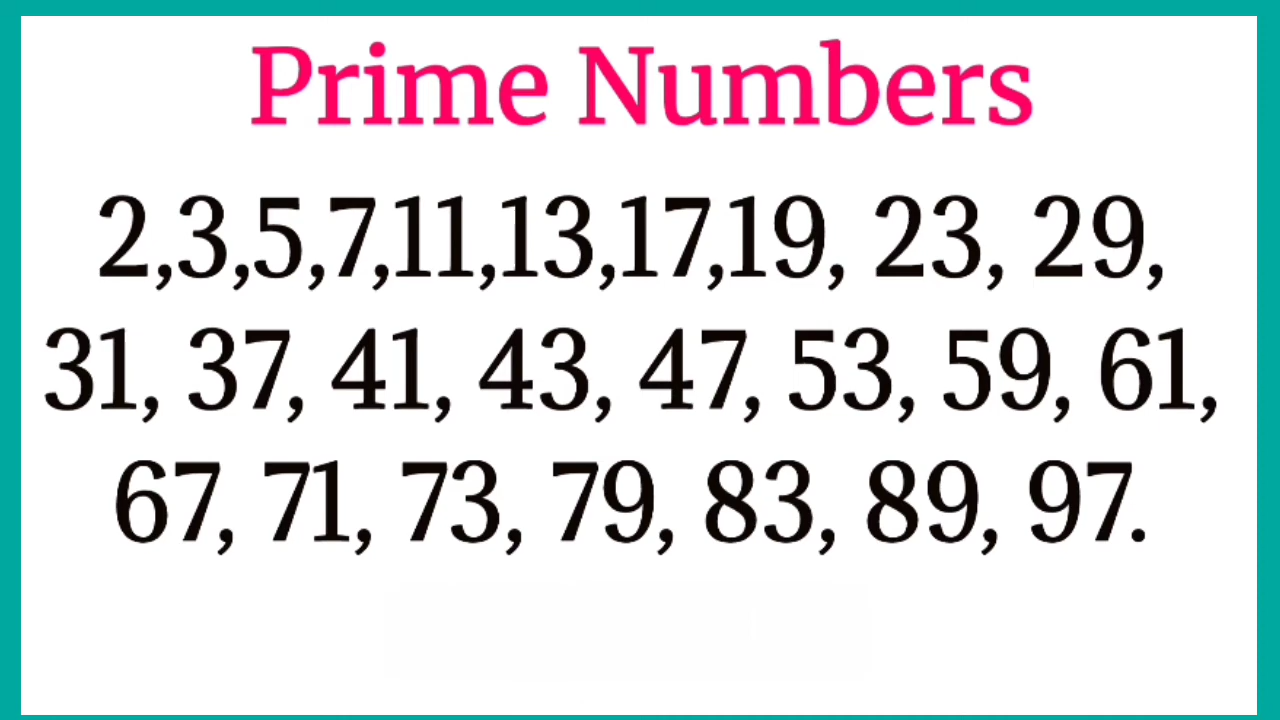 Prime Numbers
2,3,5,7,11,13,17,19, 23, 29,
31, 37, 41, 43, 47, 53, 59, 61,
67, 71, 73, 79, 83, 89, 97.